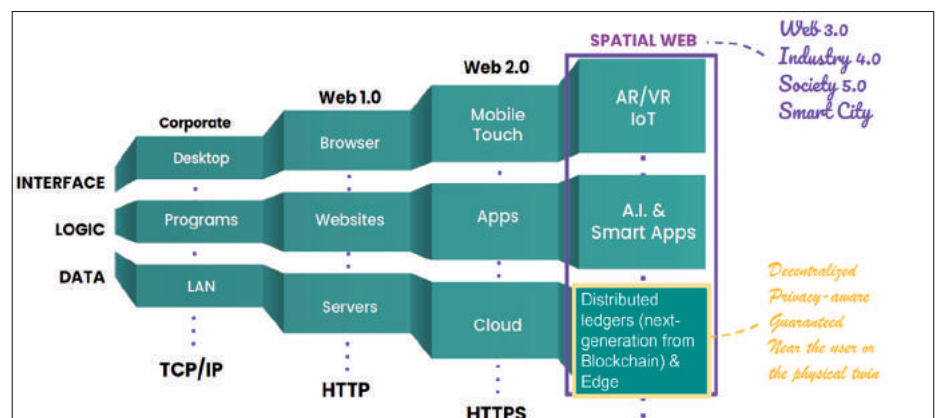 SPATIAL WEB
Web 3.0
Industry 4.0
Society 5.0
Smart City
Web 2.0
Web 1.0
Corporate
INTERFACE
Desktop
Browser
Mobile
Touch
AR/VR
IoT
LOGIC
Programs
Websites
Apps
A.I. &
Smart Apps
DATA
LAN
Servers
Cloud
Distributed
ledgers (next-
generation from
Blockchain) &
Edge
Decentralized
Privacy-aware
Guaranteed
Near the user or
the physical twin
TCP/IP
HTTP
HTTPS